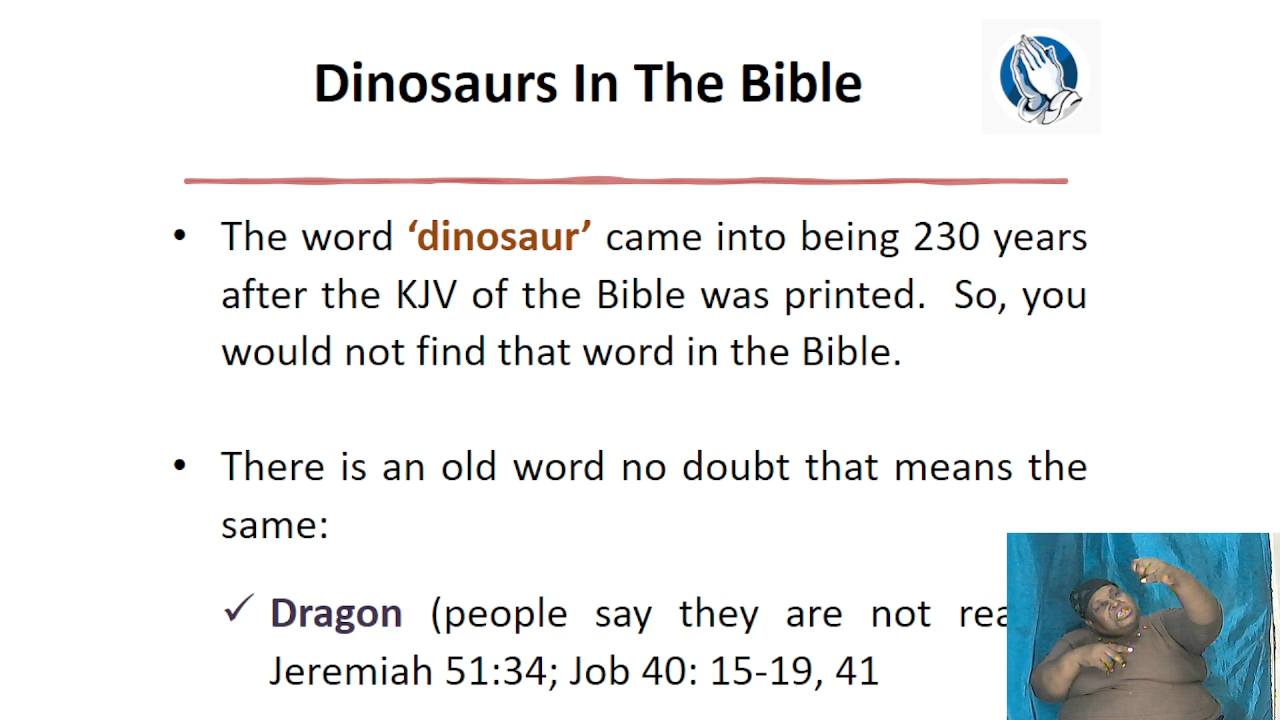 Dinosaurs In The Bible
• The word ‘dinosaur’ came into being 230 years
after the KJV of the Bible was printed. So, you
would not find that word in the Bible.
• There is an old word no doubt that means the
same:
✓ Dragon (people say they are not
Jeremiah 51:34; Job 40: 15-19, 41